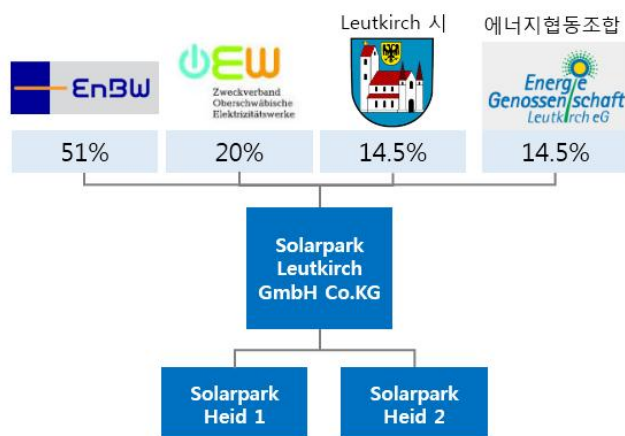 Leutkirch 시
에너지협동조합
EnBW
OEW
Zweckverband
Oberschwäbische
Elektrizitätswerke
Energie
Genossenschaft
Leutkirch eG
51%
20%
14.5%
14.5%
Solarpark
Leutkirch
GmbH Co.KG
Solarpark
Heid 1
Solarpark
Heid 2